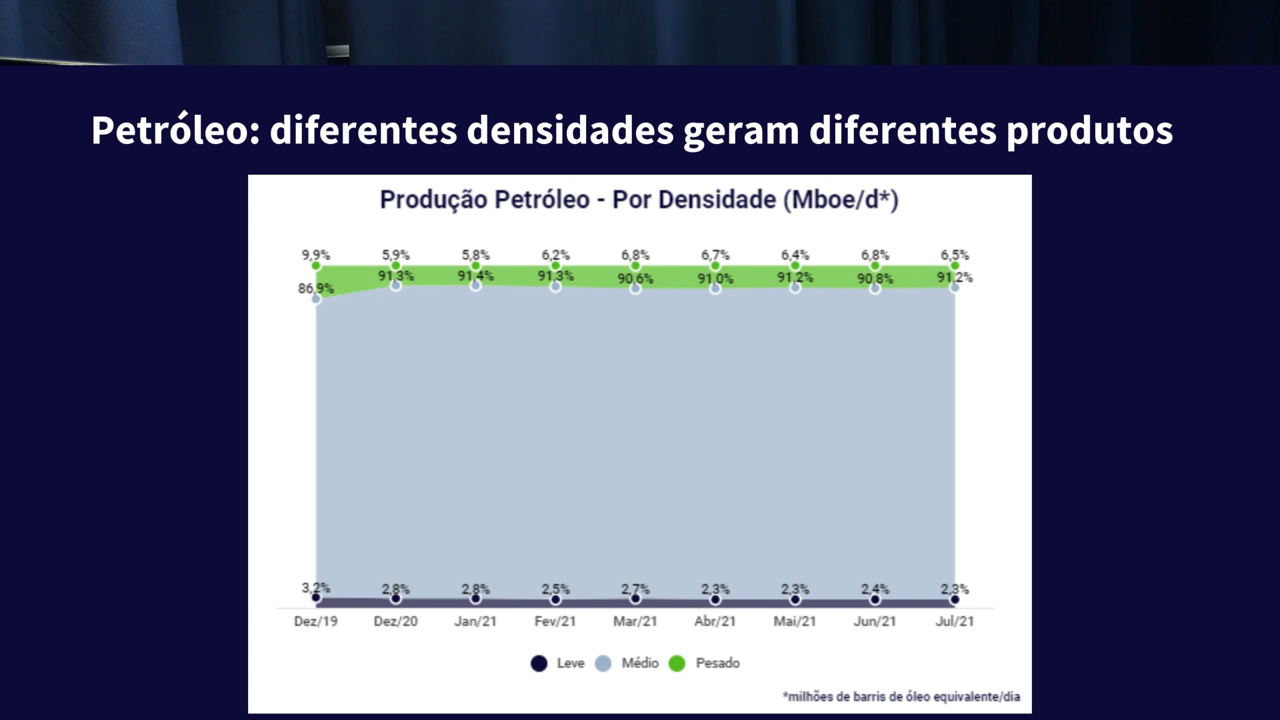 Petróleo: diferentes densidades geram diferentes produtos
Produção Petróleo - Por Densidade (Mboe/d*)
9,9% 5,9% 5,8% 6,2% 6,8% 6,7% 6,4% 6,8% 6,5%
86,9% 91,3% 91,4% 91,3% 90,6% 91,0% 91,2% 90,8% 91,2%
3,2% 2,8% 2,8% 2,5% 2,7% 2,3% 2,3% 2,4% 2,3%
Dez/19 Dez/20 Jan/21 Fev/21 Mar/21 Abr/21 Mai/21 Jun/21 Jul/21
Leve Médio Pesado
*milhões de barris de óleo equivalente/dia